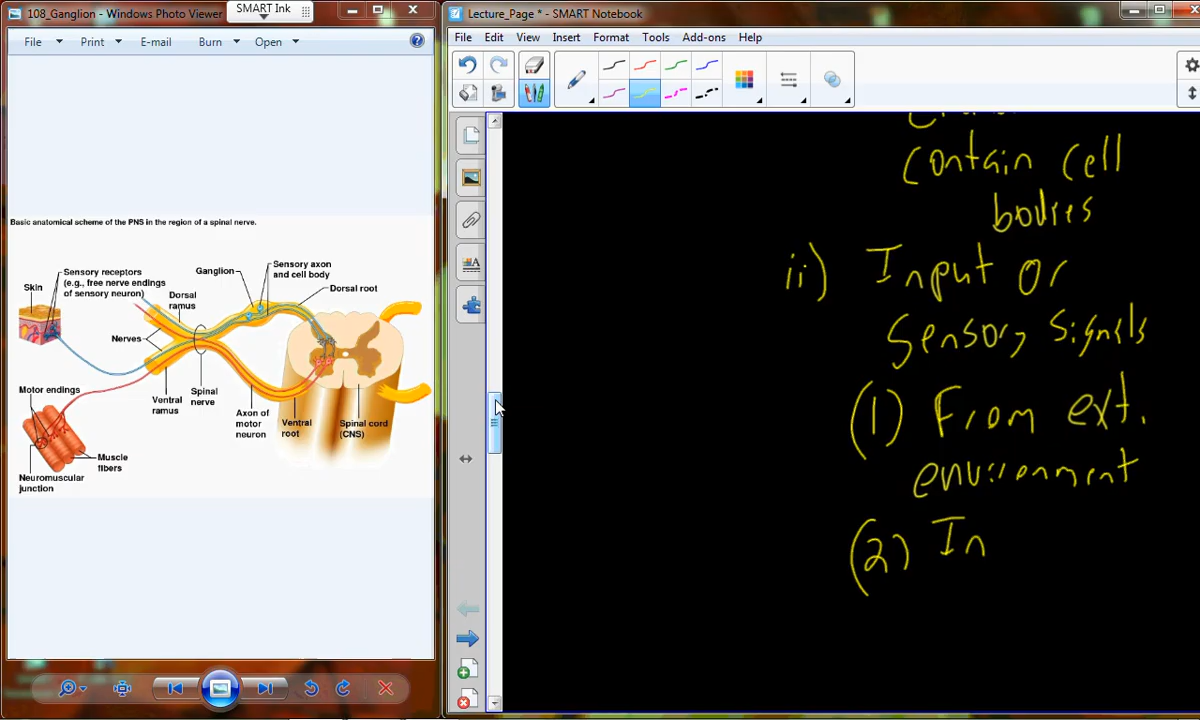 108_Ganglion - Windows Photo Viewer
SMART Ink
File Print E-mail Burn Open
Basic anatomical scheme of the PNS in the region of a spinal nerve.
Skin
Sensory receptors
(e.g., free nerve endings
of sensory neuron)
Dorsal
ramus
Ganglion
Sensory axon
and cell body
Dorsal root
Nerves
Motor endings
Ventral
ramus
Spinal
nerve
Axon of
motor
neuron
Ventral
root
Spinal cord
(CNS)
Muscle
fibers
Neuromuscular
junction
Lecture_Page * - SMART Notebook
File Edit View Insert Format Tools Add-ons Help
contain cell
bodies
ii) Input or
Sensory Signals
(1) From ext.
environment
(2) In